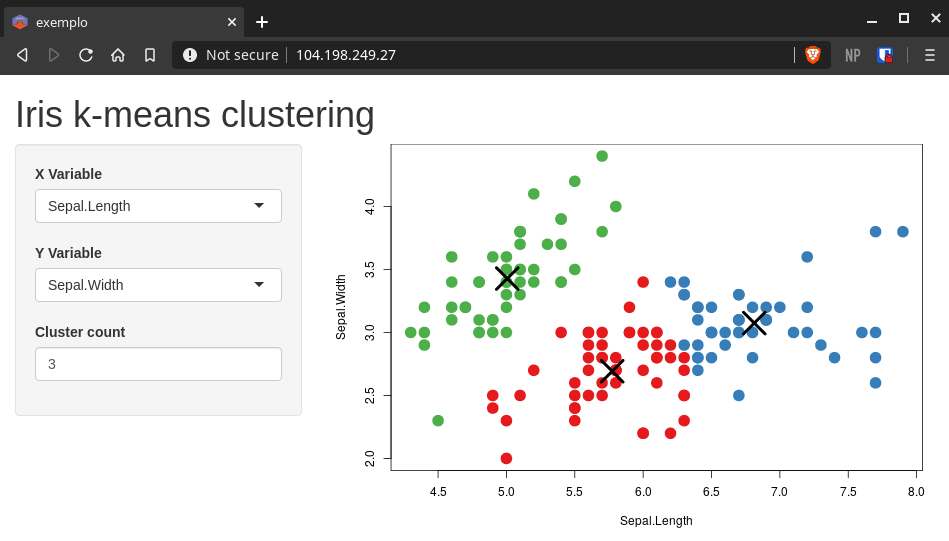 exemplo
Not secure 104.198.249.27
NP
Iris k-means clustering
X Variable
Sepal.Length
Y Variable
Sepal.Width
Cluster count
3
Sepal.Width
4.0
3.5
3.0
2.5
2.0
4.5 5.0 5.5 6.0 6.5 7.0 7.5 8.0
Sepal.Length